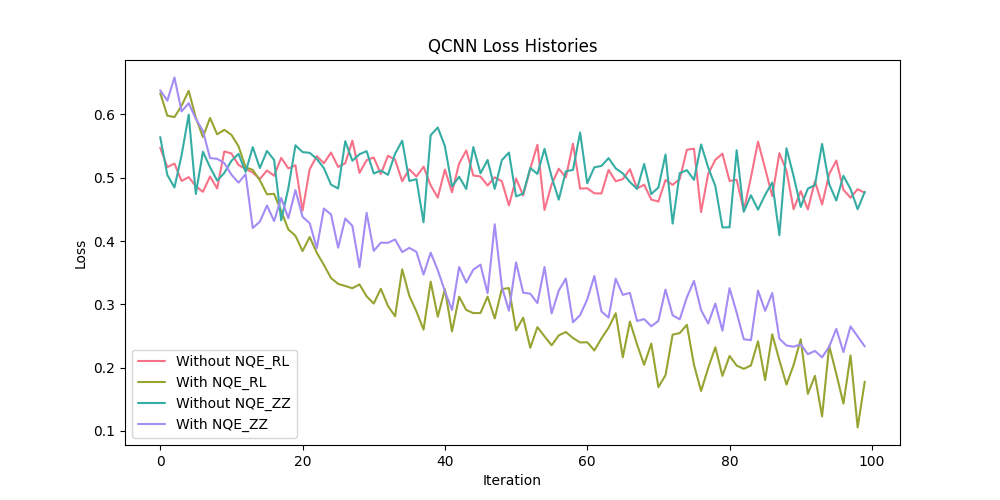 QCNN Loss Histories
Loss
0.6
0.5
0.4
0.3
0.2
0.1
Without NQE_RL
With NQE_RL
Without NQE_ZZ
With NQE_ZZ
0 20 40 60 80 100
Iteration